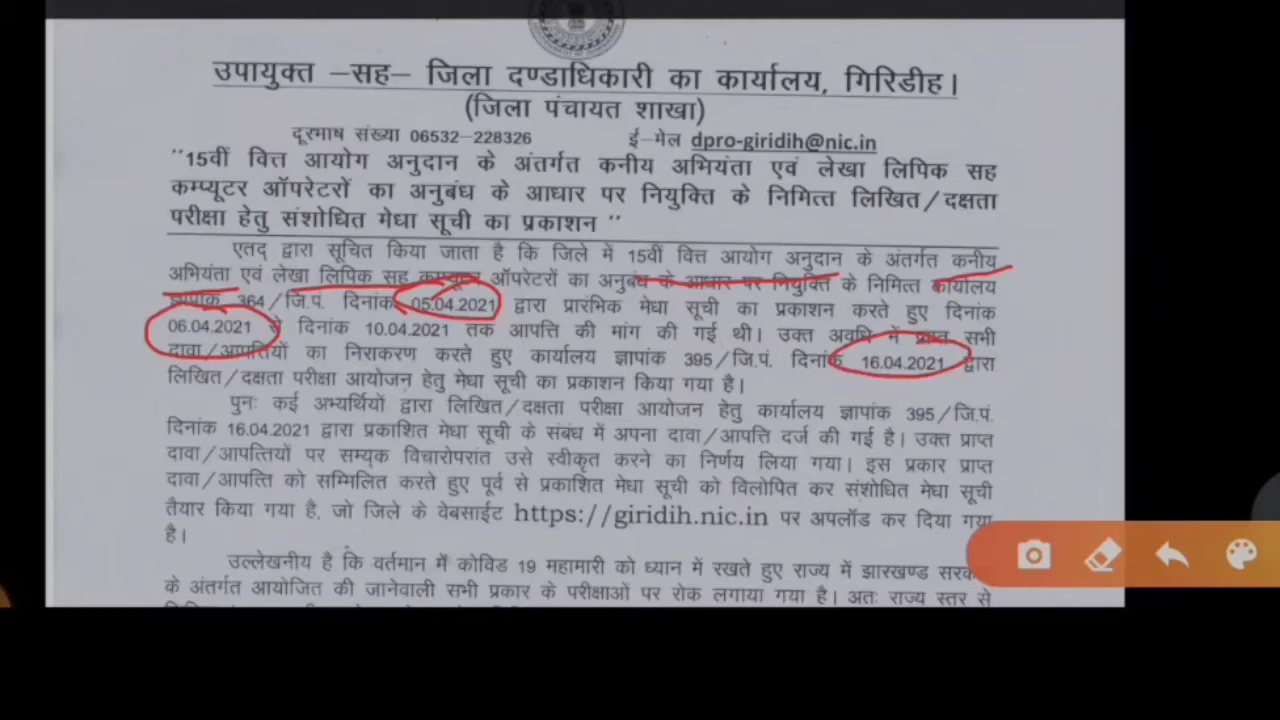 उपायुक्त –सह– जिला दण्डाधिकारी का कार्यालय, गिरिडीह।
(जिला पंचायत शाखा)
दूरभाष संख्या 06532–228326 ई–मेल dpro-giridih@nic.in
"15वीं वित्त आयोग अनुदान के अंतर्गत कनीय अभियंता एवं लेखा लिपिक सह
कम्प्यूटर ऑपरेटरों का अनुबंध के आधार पर नियुक्ति के निमित्त लिखित/दक्षता
परीक्षा हेतु संशोधित मेधा सूची का प्रकाशन "
एतद् द्वारा सूचित किया जाता है कि जिले में 15वीं वित्त आयोग अनुदान के अंतर्गत कनीय
अभियंता एवं लेखा लिपिक सह कम्प्यूटर ऑपरेटरों का अनुबंध के आधार पर नियुक्ति के निमित्त कार्यालय
ज्ञापांक 364/जि.पं. दिनांक 05.04.2021 द्वारा प्रारंभिक मेधा सूची का प्रकाशन करते हुए दिनांक
06.04.2021 से दिनांक 10.04.2021 तक आपत्ति की मांग की गई थी। उक्त अवधि में प्राप्त सभी
दावा/आपत्तियों का निराकरण करते हुए कार्यालय ज्ञापांक 395/जि.पं. दिनांक 16.04.2021 द्वारा
लिखित/दक्षता परीक्षा आयोजन हेतु मेधा सूची का प्रकाशन किया गया है।
पुनः कई अभ्यर्थियों द्वारा लिखित/दक्षता परीक्षा आयोजन हेतु कार्यालय ज्ञापांक 395/जि.पं.
दिनांक 16.04.2021 द्वारा प्रकाशित मेधा सूची के संबंध में अपना दावा/आपत्ति दर्ज की गई है। उक्त प्राप्त
दावा/आपत्तियों पर सम्यक् विचारोपरांत उसे स्वीकृत करने का निर्णय लिया गया। इस प्रकार प्राप्त
दावा/आपत्ति को सम्मिलित करते हुए पूर्व से प्रकाशित मेधा सूची को विलोपित कर संशोधित मेधा सूची
तैयार किया गया है, जो जिले के वेबसाईट https://giridih.nic.in पर अपलॉड कर दिया गया
है।
उल्लेखनीय है कि वर्तमान में कोविड 19 महामारी को ध्यान में रखते हुए राज्य में झारखण्ड
के अंतर्गत आयोजित की जानेवाली सभी प्रकार के परीक्षाओं पर रोक लगाया गया है। अतः राज्य स्तर से